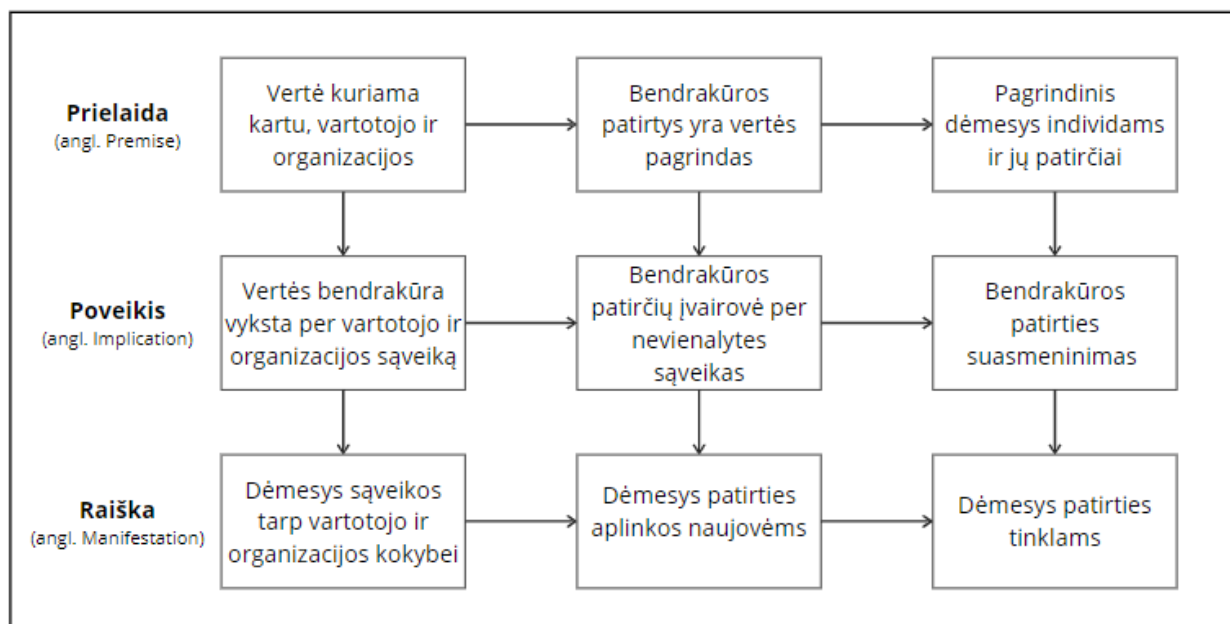 Prielaida
(angl. Premise)
Vertė kuriama
kartu, vartotojo ir
organizacijos
Bendrakūros
patirtys yra vertės
pagrindas
Pagrindinis
dėmesys individams
ir jų patirčiai
Poveikis
(angl. Implication)
Vertės bendrakūra
vyksta per vartotojo ir
organizacijos sąveiką
Bendrakūros
patirčių įvairovė per
nevienalytes
sąveikas
Bendrakūros
patirties
suasmeninimas
Raiška
(angl. Manifestation)
Dėmesys sąveikos
tarp vartotojo ir
organizacijos kokybei
Dėmesys patirties
aplinkos naujovėms
Dėmesys patirties
tinklams